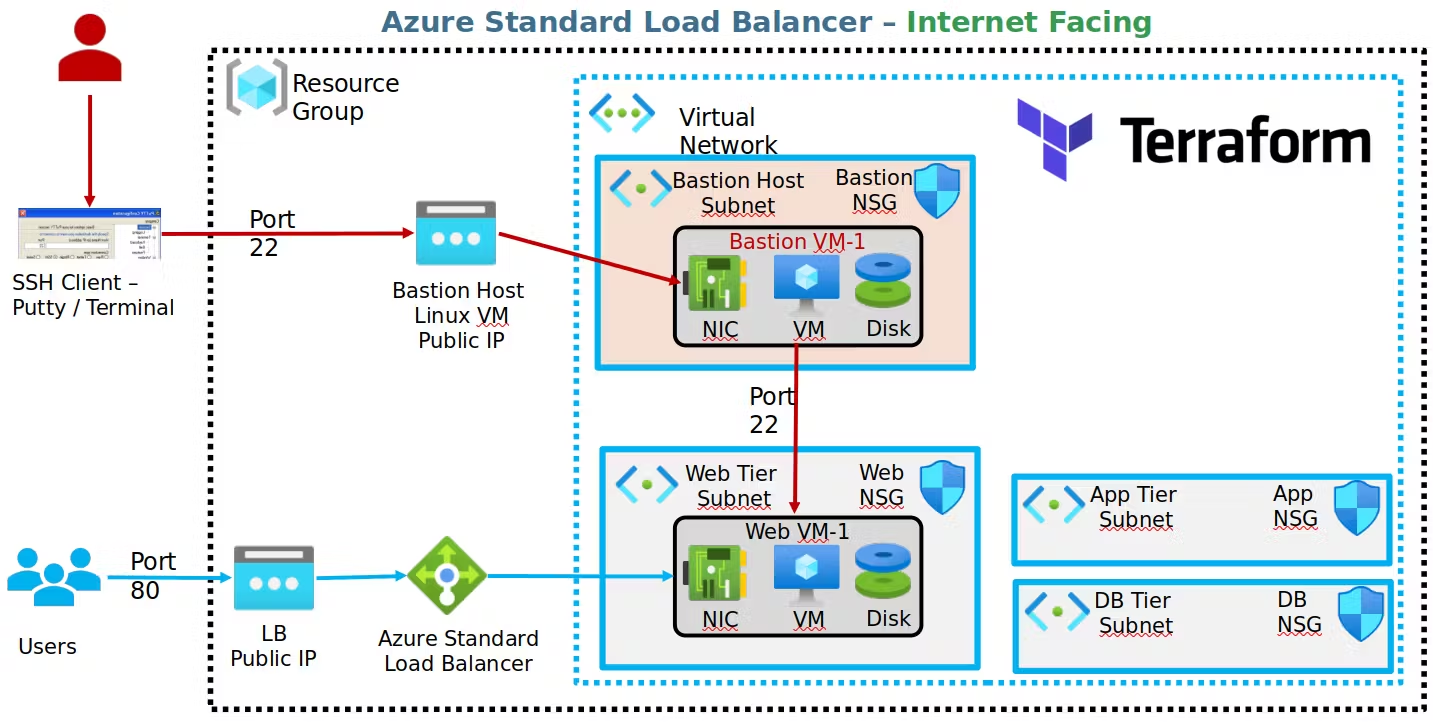 Azure Standard Load Balancer – Internet Facing
Resource
Group
Virtual
Network
Terraform
Bastion Host
Subnet
Bastion
NSG
Port
22
Bastion VM-1
NIC
VM
Disk
SSH Client –
Putty / Terminal
Bastion Host
Linux VM
Public IP
Port
22
Web Tier
Subnet
Web
NSG
Web VM-1
NIC
VM
Disk
App Tier
Subnet
App
NSG
DB Tier
Subnet
DB
NSG
Port
80
Users
LB
Public IP
Azure Standard
Load Balancer